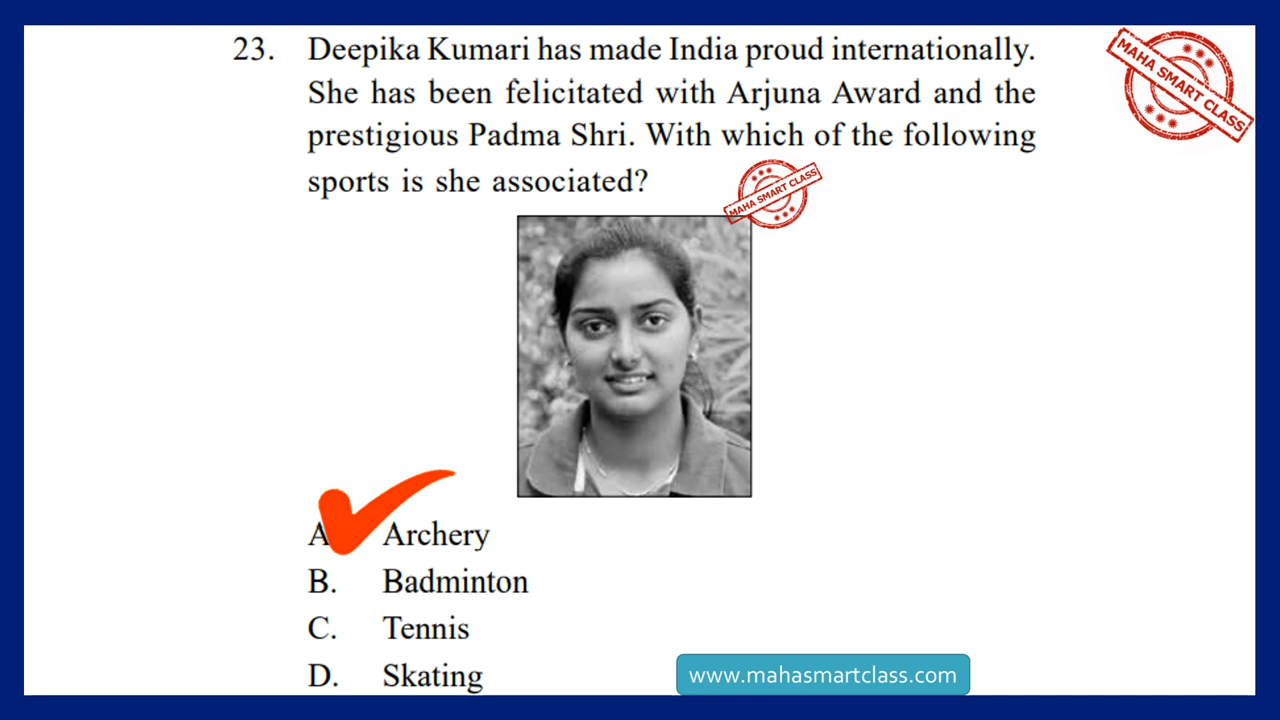 23. Deepika Kumari has made India proud internationally.
She has been felicitated with Arjuna Award and the
prestigious Padma Shri. With which of the following
sports is she associated?
MAHA SMART CLASS
MAHA SMART CLASS
A Archery
B. Badminton
C. Tennis
D. Skating
www.mahasmartclass.com